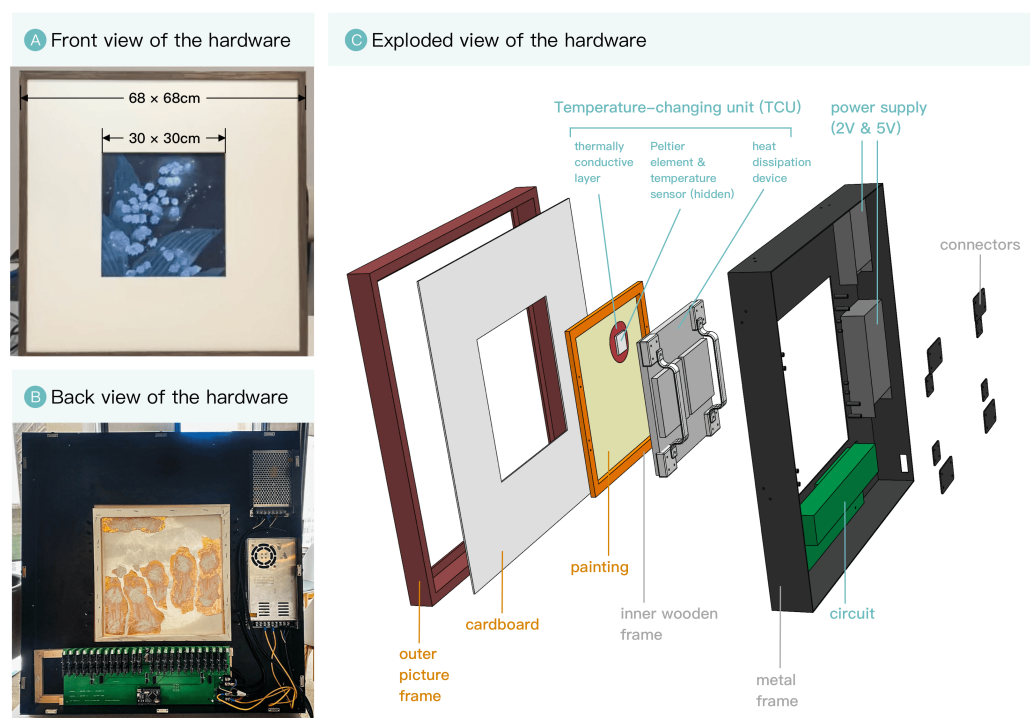 A Front view of the hardware
68 × 68cm
30 × 30cm
B Back view of the hardware
C Exploded view of the hardware
Temperature-changing unit (TCU)
thermally
conductive
layer
Peltier
element &
temperature
sensor (hidden)
heat
dissipation
device
power supply
(2V & 5V)
connectors
painting
cardboard
inner wooden
frame
circuit
outer
picture
frame
metal
frame